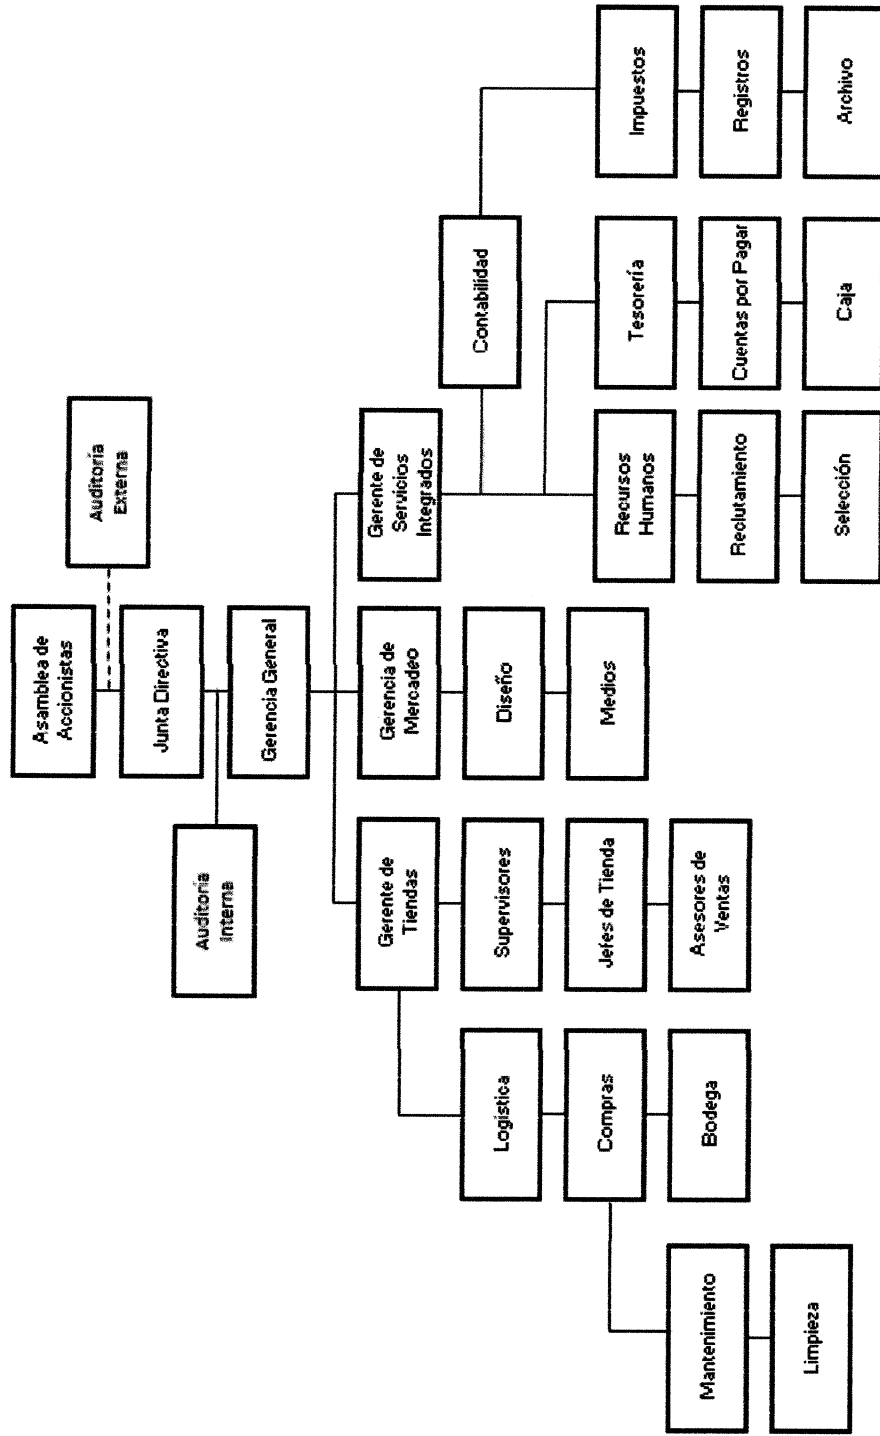 Asamblea de
Accionistas
Auditoría
Externa
Junta Directiva
Auditoría
Interna
Gerencia General
Gerente de
Tiendas
Gerencia de
Mercadeo
Gerente de
Servicios
Integrados
Logística
Supervisores
Diseño
Contabilidad
Compras
Jefes de Tienda
Medios
Recursos
Humanos
Tesorería
Impuestos
Mantenimiento
Bodega
Asesores de
Ventas
Reclutamiento
Cuentas por Pagar
Registros
Limpieza
Selección
Caja
Archivo